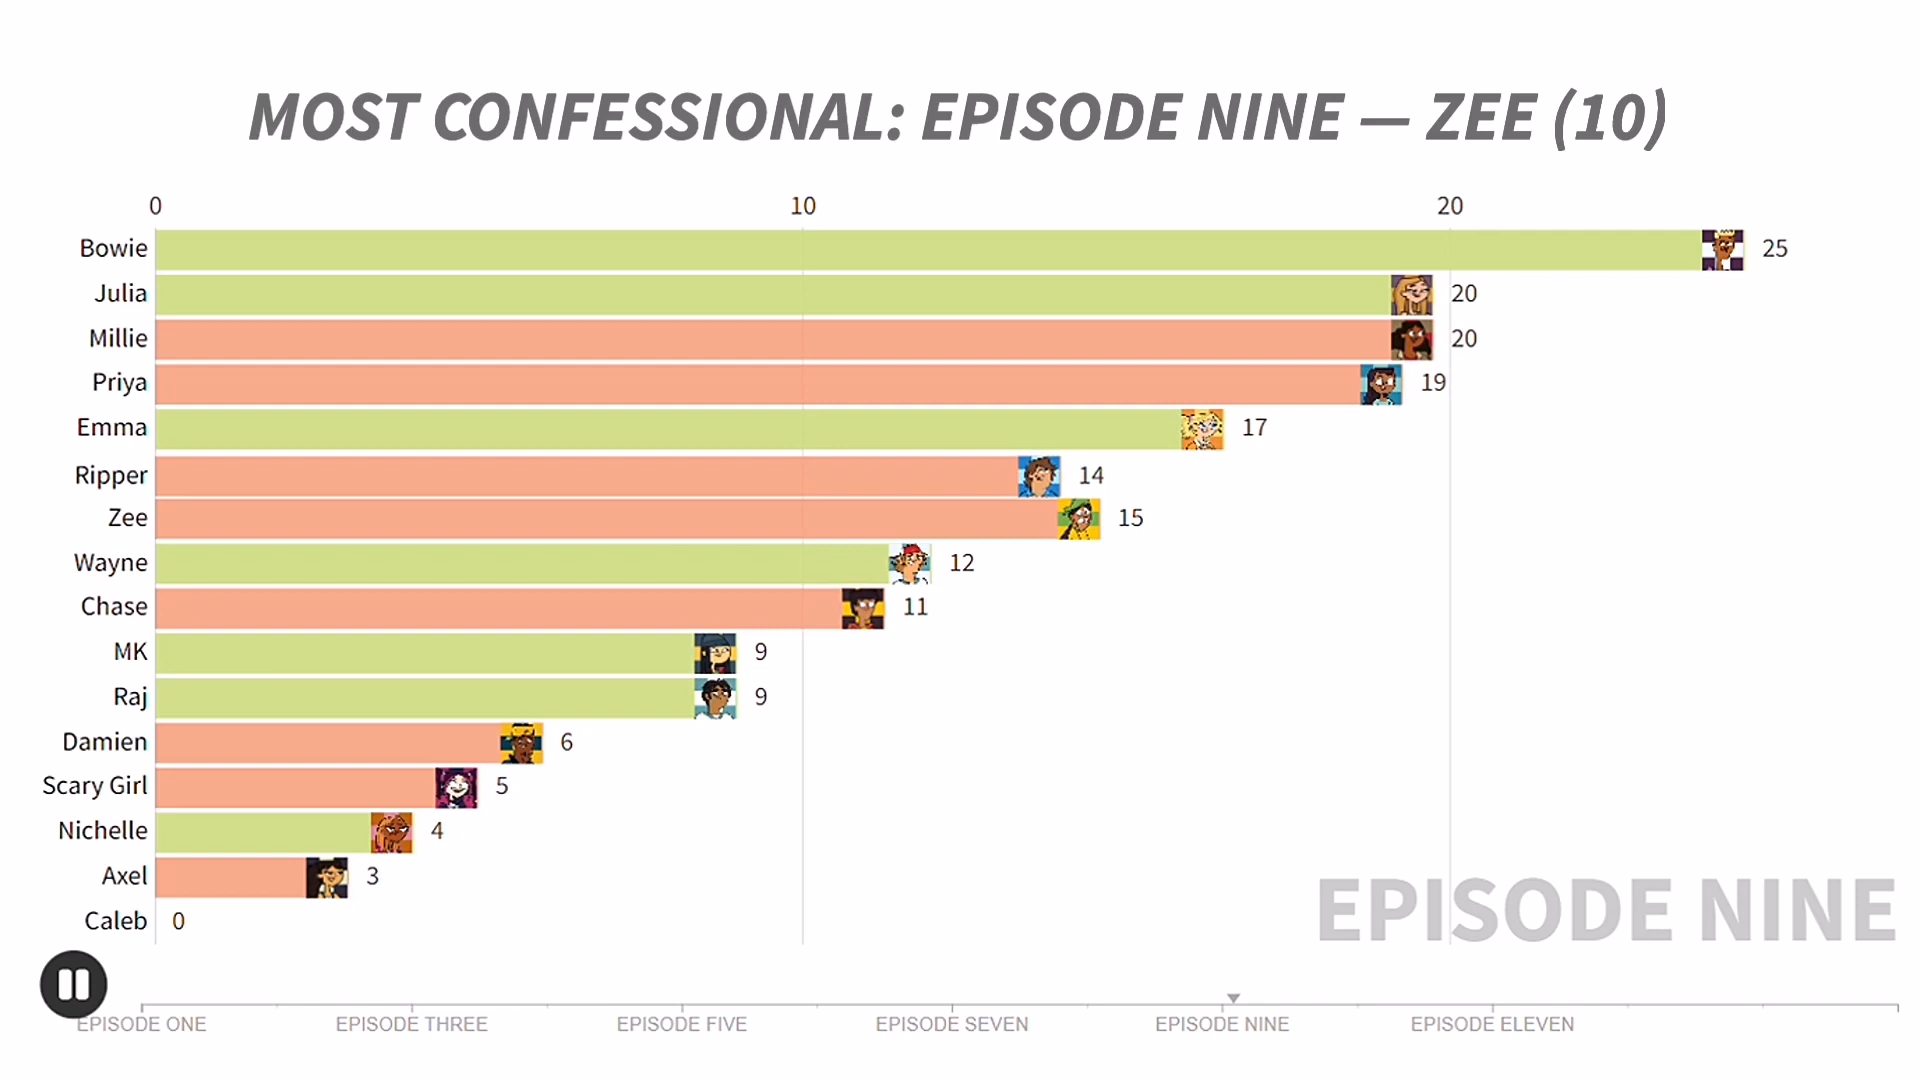 MOST CONFESSIONAL: EPISODE NINE — ZEE (10)
0 10 20
Bowie 25
Julia 20
Millie 20
Priya 19
Emma 17
Ripper 14
Zee 15
Wayne 12
Chase 11
MK 9
Raj 9
Damien 6
Scary Girl 5
Nichelle 4
Axel 3
Caleb 0
EPISODE NINE
EPISODE ONE EPISODE THREE EPISODE FIVE EPISODE SEVEN EPISODE NINE EPISODE ELEVEN